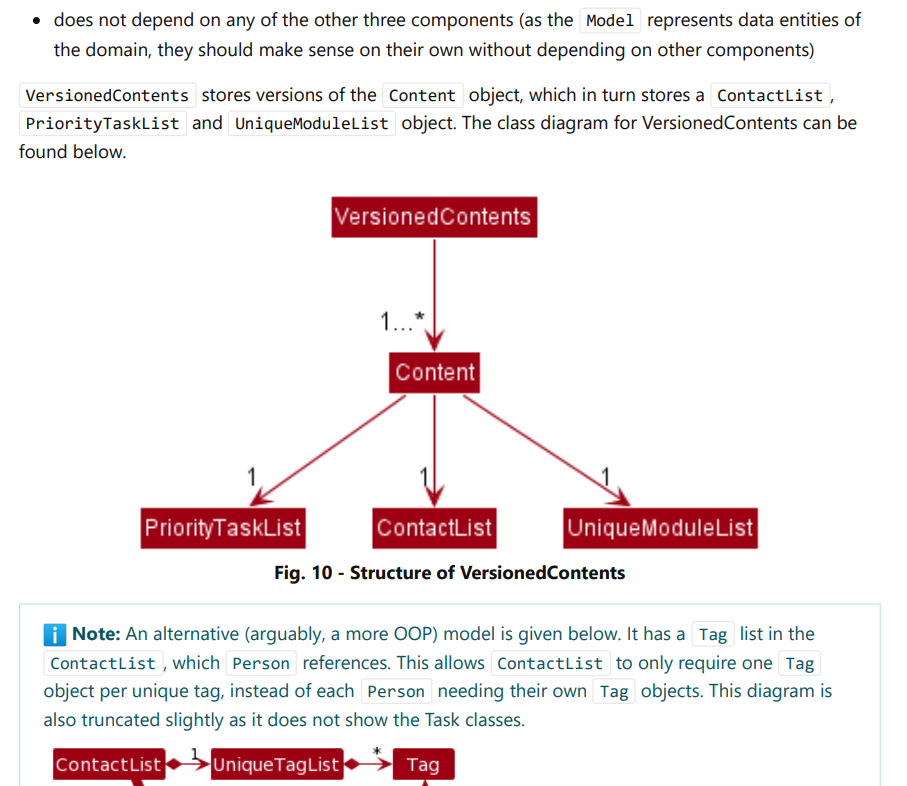 does not depend on any of the other three components (as the Model represents data entities of
the domain, they should make sense on their own without depending on other components)
VersionedContents stores versions of the Content object, which in turn stores a ContactList ,
PriorityTaskList and UniqueModuleList object. The class diagram for VersionedContents can be
found below.
VersionedContents
1...*
Content
1
1
1
PriorityTaskList
ContactList
UniqueModuleList
Fig. 10 - Structure of VersionedContents
i Note: An alternative (arguably, a more OOP) model is given below. It has a Tag list in the
ContactList , which Person references. This allows ContactList to only require one Tag
object per unique tag, instead of each Person needing their own Tag objects. This diagram is
also truncated slightly as it does not show the Task classes.
ContactList 1 UniqueTagList * Tag